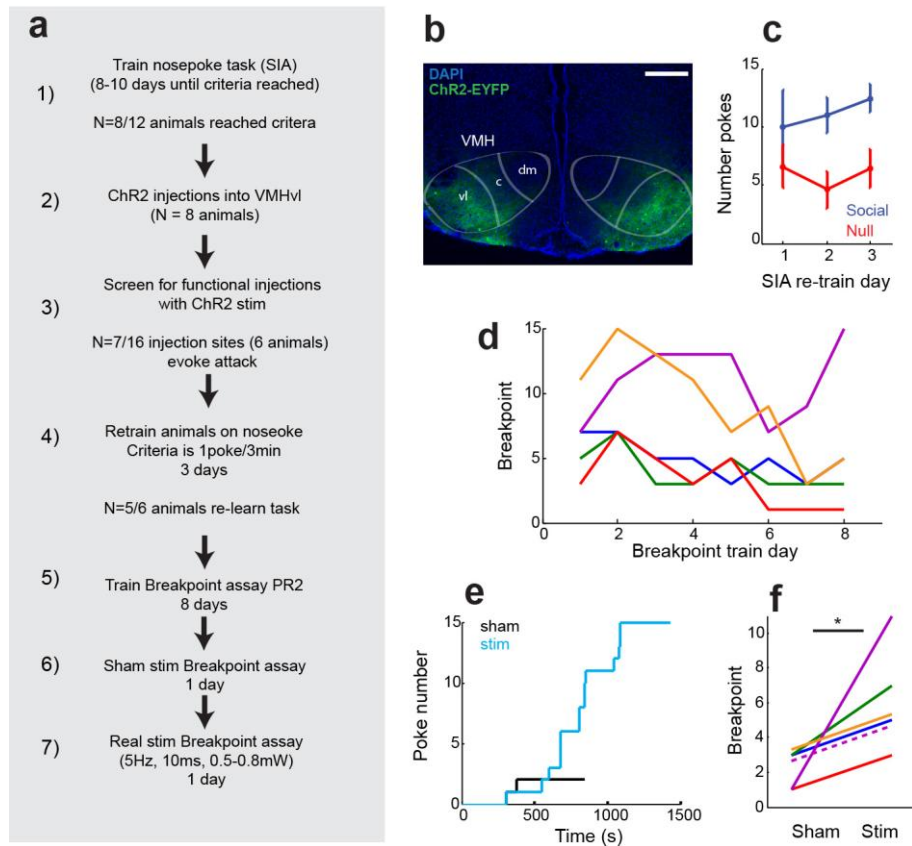 a
1)
Train nosepoke task (SIA)
(8-10 days until criteria reached)
N=8/12 animals reached critera
2)
ChR2 injections into VMHvl
(N = 8 animals)
3)
Screen for functional injections
with ChR2 stim
N=7/16 injection sites (6 animals)
evoke attack
4)
Retrain animals on noseoke
Criteria is 1poke/3min
3 days
N=5/6 animals re-learn task
5)
Train Breakpoint assay PR2
8 days
6)
Sham stim Breakpoint assay
1 day
7)
Real stim Breakpoint assay
(5Hz, 10ms, 0.5-0.8mW)
1 day
b
DAPI
ChR2-EYFP
VMH
dm
c
vl
c
Number pokes
15
10
5
0
Social
Null
1 2 3
SIA re-train day
d
Breakpoint
15
10
5
0
0 2 4 6 8
Breakpoint train day
e
Poke number
15
10
5
0
sham
stim
0 500 1000 1500
Time (s)
f
Breakpoint
*
10
8
6
4
2
0
Sham Stim